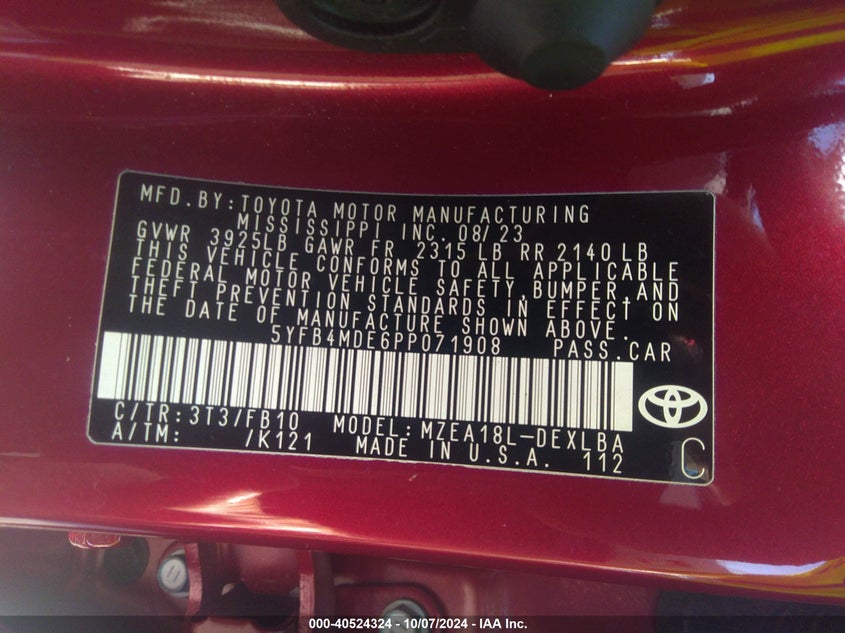 MFD. BY: TOYOTA MOTOR MANUFACTURING
MISSISSIPPI INC. 08/23
GVWR 3925LB GAWR FR 2315 LB RR 2140 LB
THIS VEHICLE CONFORMS TO ALL APPLICABLE
FEDERAL MOTOR VEHICLE SAFETY, BUMPER, AND
THEFT PREVENTION STANDARDS IN EFFECT ON
THE DATE OF MANUFACTURE SHOWN ABOVE.
5YFB4MDE6PP071908 PASS. CAR
C/TR: 3T3/FB10 MODEL: MZEA18L-DEXLBA
A/TM: /K121 MADE IN U.S.A. 112 C
000-40524324 - 10/07/2024 - IAA Inc.